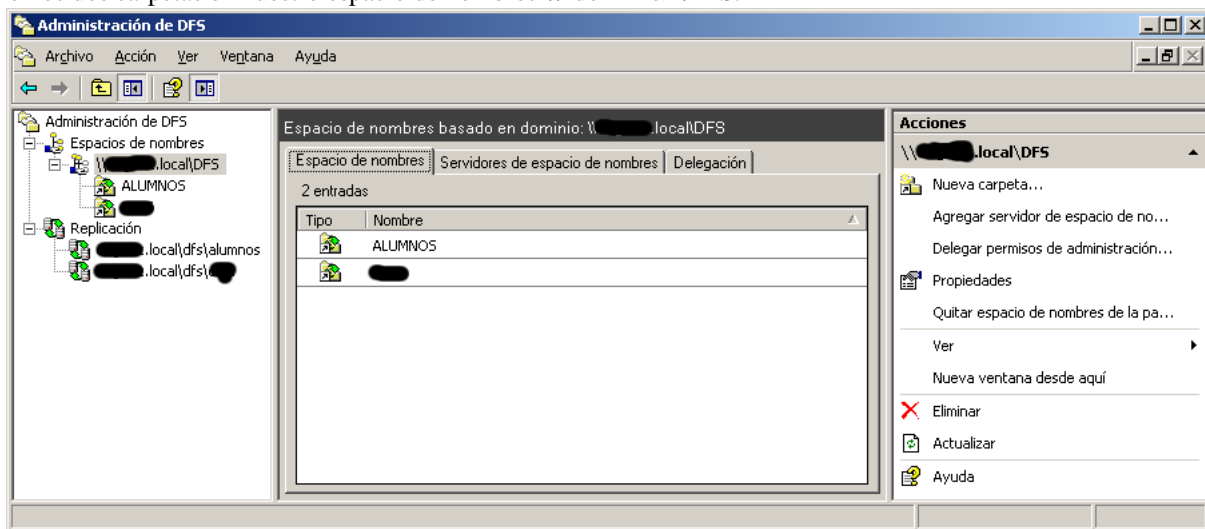 Administración de DFS
Archivo Acción Ver Ventana Ayuda
Administración de DFS
Espacios de nombres
\\ .local\DFS
ALUMNOS
Replicación
.local\dfs\alumnos
.local\dfs\
Espacio de nombres basado en dominio: \\ .local\DFS
Espacio de nombres Servidores de espacio de nombres Delegación
2 entradas
Tipo Nombre
ALUMNOS
Acciones
\\ .local\DFS
Nueva carpeta...
Agregar servidor de espacio de no...
Delegar permisos de administración...
Propiedades
Quitar espacio de nombres de la pa...
Ver
Nueva ventana desde aquí
Eliminar
Actualizar
Ayuda